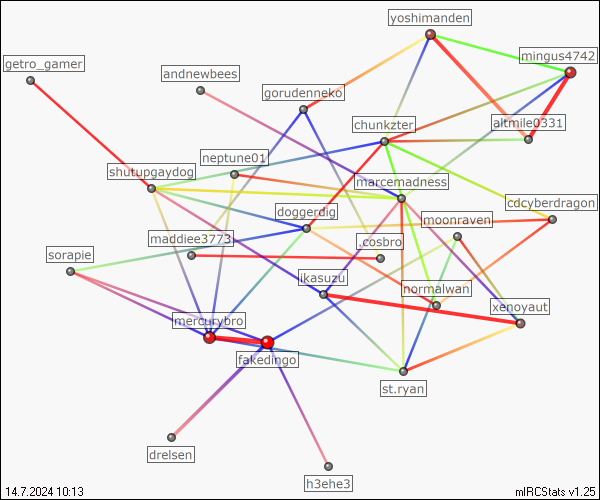 yoshimanden
mingus4742
getro_gamer
andnewbees
gorudenneko
altmile0331
chunkzter
neptune01
shutupgaydog
marcemadness
cdcyberdragon
doggerdig
moonraven
maddiee3773
.cosbro
sorapie
ikasuzu
normalwan
xenoyaut
mercurybro
fakedingo
st.ryan
drelsen
h3ehe3
14.7.2024 10:13
mIRCStats v1.25